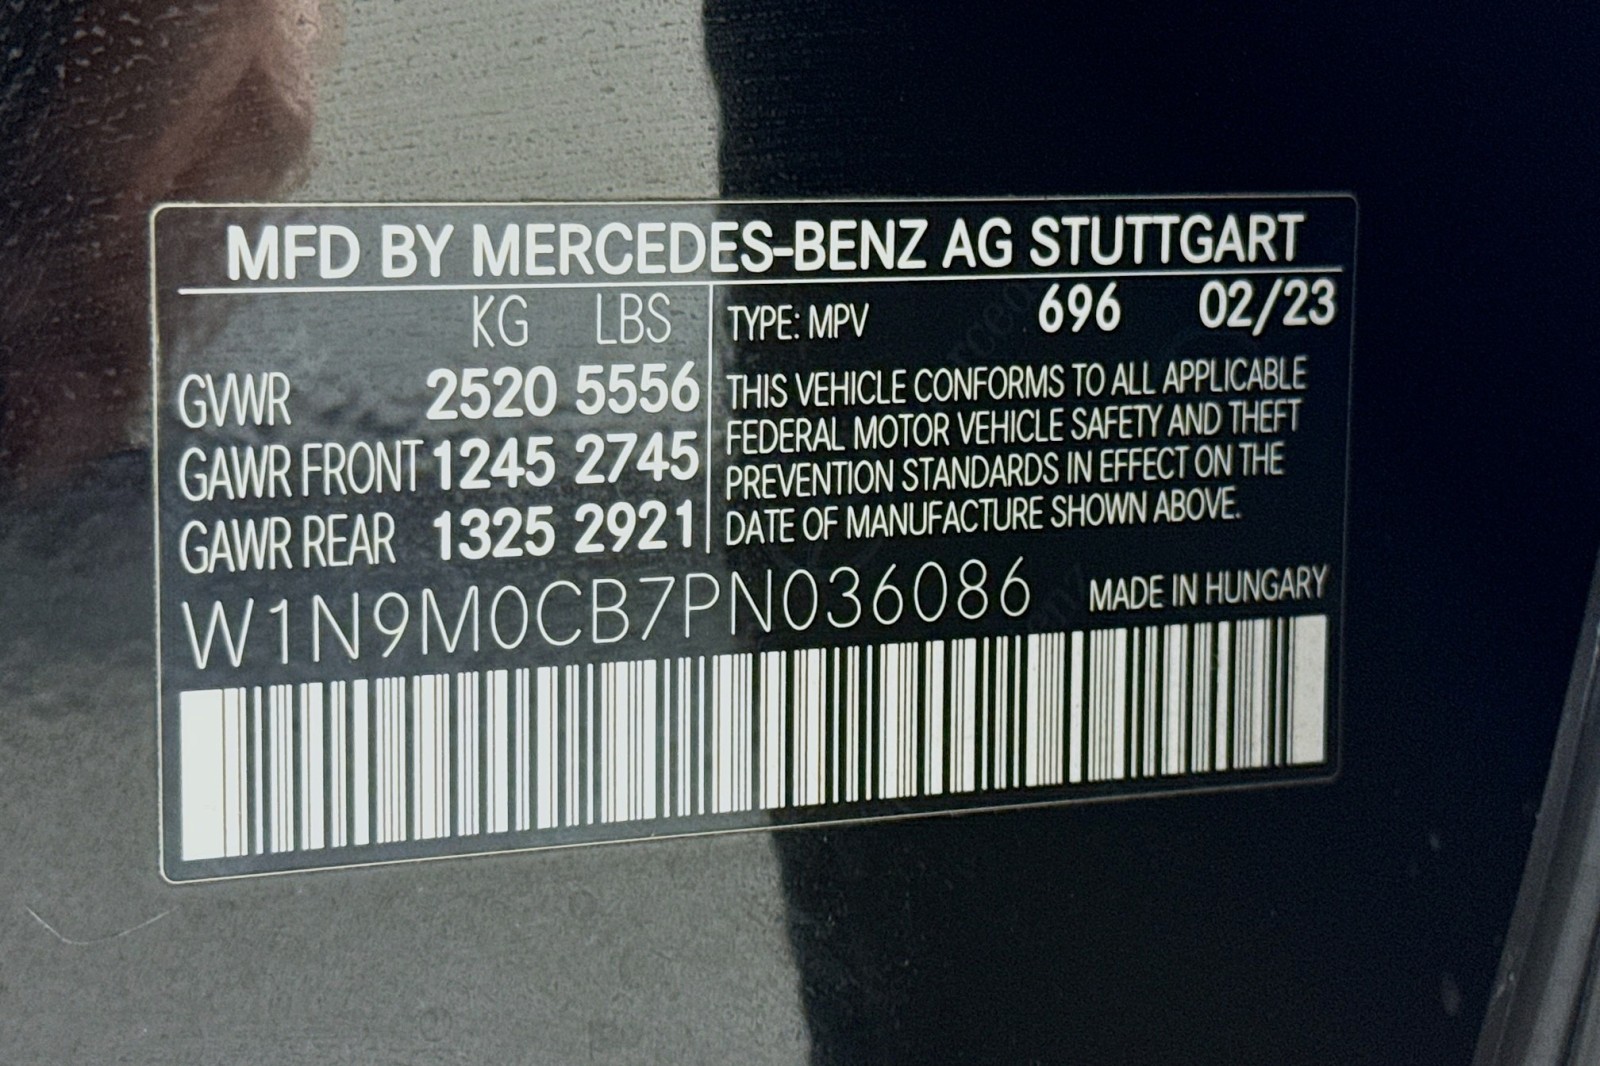 MFD BY MERCEDES-BENZ AG STUTTGART
KG LBS
GVWR 2520 5556
GAWR FRONT 1245 2745
GAWR REAR 1325 2921
TYPE: MPV 696 02/23
THIS VEHICLE CONFORMS TO ALL APPLICABLE
FEDERAL MOTOR VEHICLE SAFETY AND THEFT
PREVENTION STANDARDS IN EFFECT ON THE
DATE OF MANUFACTURE SHOWN ABOVE.
W1N9M0CB7PN036086 MADE IN HUNGARY